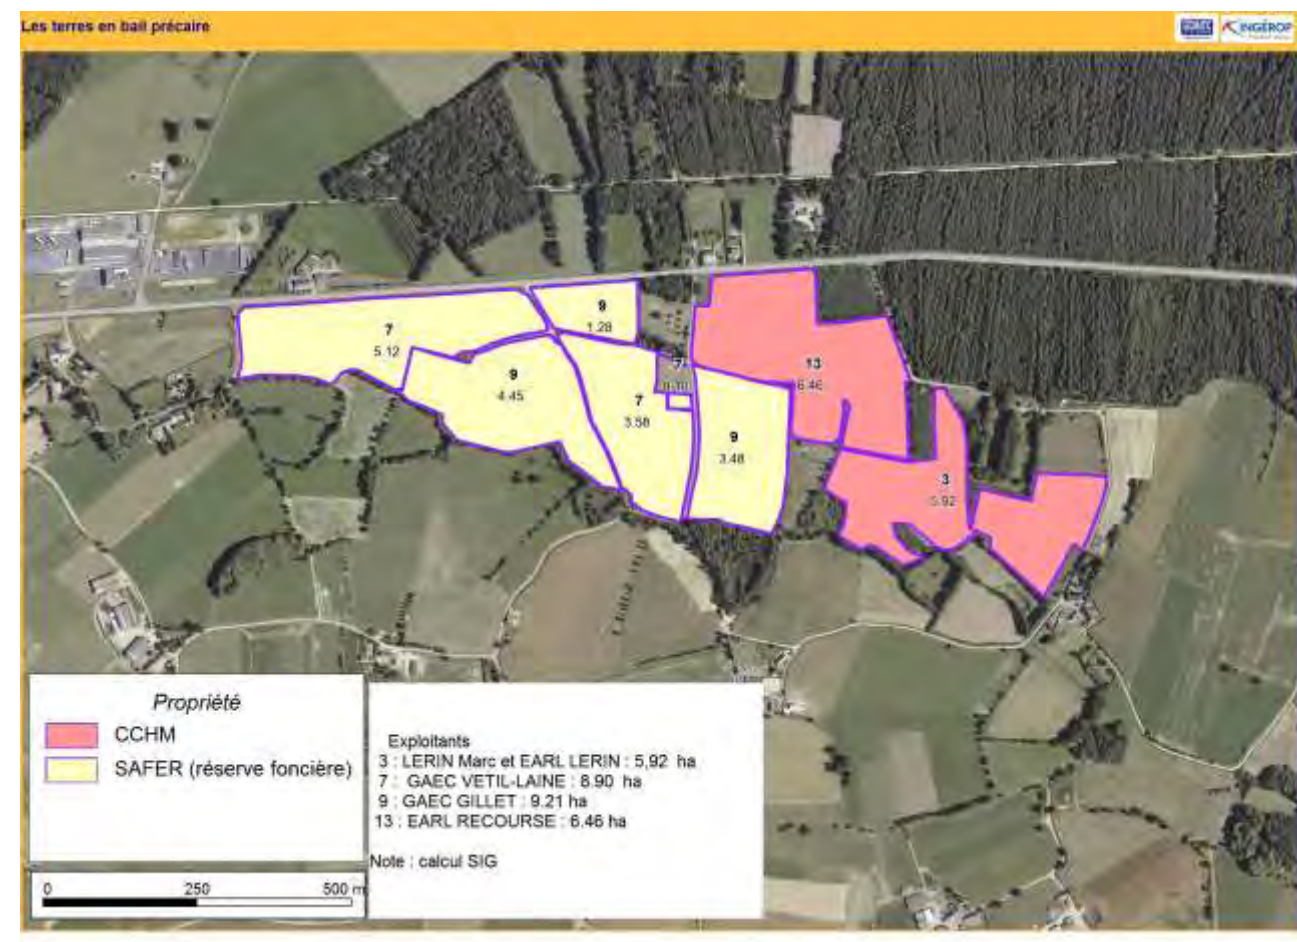 Les terres en bail précaire
INGÉROP
9
1.28
7
5.12
13
6.46
7
9
4.45
7
3.58
9
3.48
3
5.92
Propriété
CCHM
SAFER (réserve foncière)
Exploitants
3 : LERIN Marc et EARL LERIN : 5,92 ha
7 : GAEC VETIL-LAINE : 8.90 ha
9 : GAEC GILLET : 9.21 ha
13 : EARL RECOURSE : 6.46 ha
Note : calcul SIG
0 250 500 m